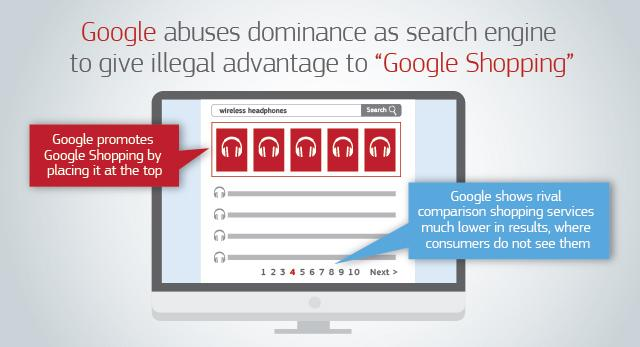 Google abuses dominance as search engine
to give illegal advantage to “Google Shopping”
wireless headphones
Search
Google promotes
Google Shopping by
placing it at the top
Google shows rival
comparison shopping services
much lower in results, where
consumers do not see them
1 2 3 4 5 6 7 8 9 10 Next >